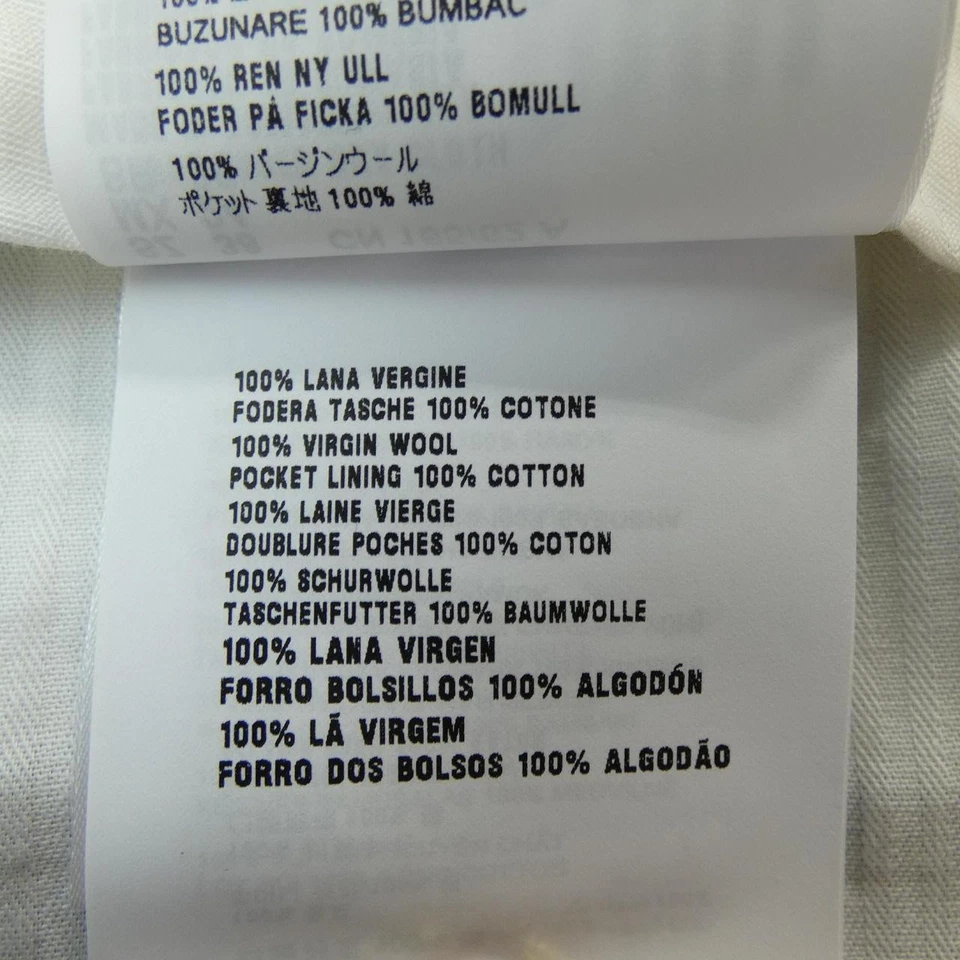 BUZUNARE 100% BUMBAC
100% REN NY ULL
FODER PÅ FICKA 100% BOMULL
100% バージンウール
ポケット裏地 100% 綿
100% LANA VERGINE
FODERA TASCHE 100% COTONE
100% VIRGIN WOOL
POCKET LINING 100% COTTON
100% LAINE VIERGE
DOUBLURE POCHES 100% COTON
100% SCHURWOLLE
TASCHENFUTTER 100% BAUMWOLLE
100% LANA VIRGEN
FORRO BOLSILLOS 100% ALGODÓN
100% LÃ VIRGEM
FORRO DOS BOLSOS 100% ALGODÃO